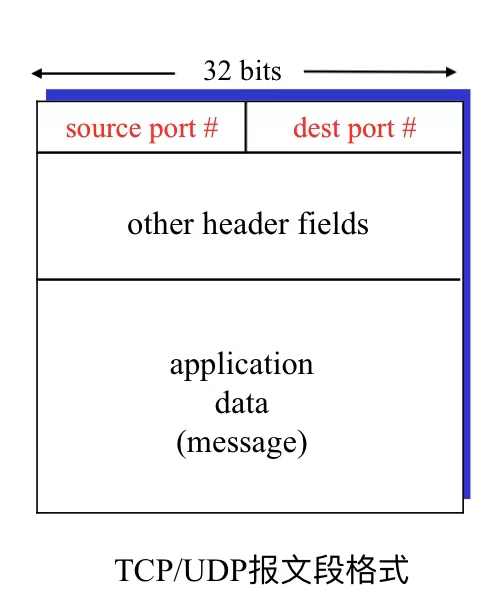 32 bits
source port # dest port #
other header fields
application
data
(message)
TCP/UDP报文段格式